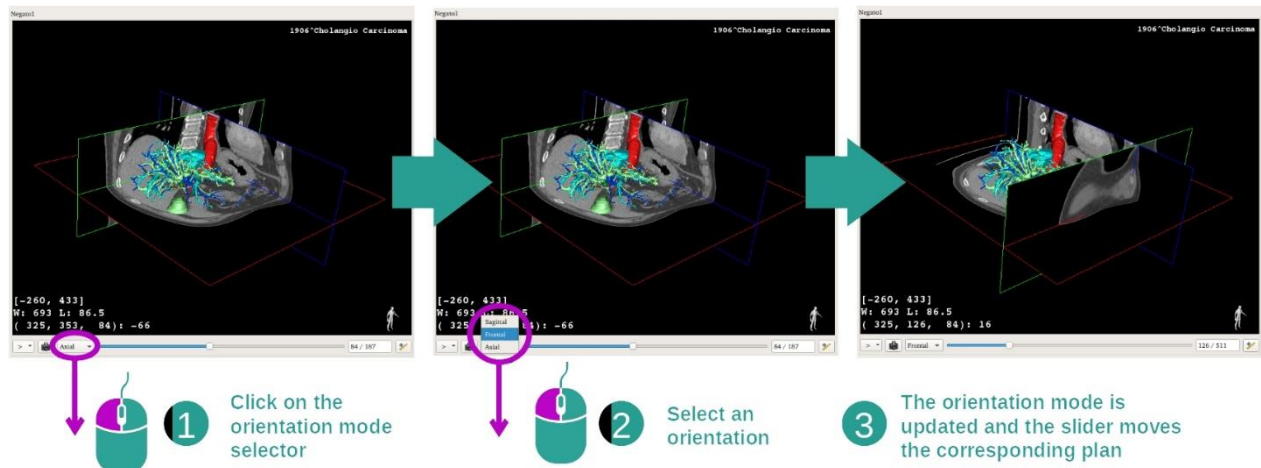 Negato1
1906^Cholangio Carcinoma
[-260, 433]
W: 693 L: 86.5
( 325, 353,  84): -66
> Axial 84 / 187
Negato1
1906^Cholangio Carcinoma
[-260, 433]
W: 693 L: 86.5
( 325 84): -66
Sagittal
Frontal
Axial
> 84 / 187
Negato1
1906^Cholangio Carcinoma
[-260, 433]
W: 693 L: 86.5
( 325, 126,  84): 16
> Frontal 126 / 511
1
Click on the
orientation mode
selector
2
Select an
orientation
3
The orientation mode is
updated and the slider moves
the corresponding plan